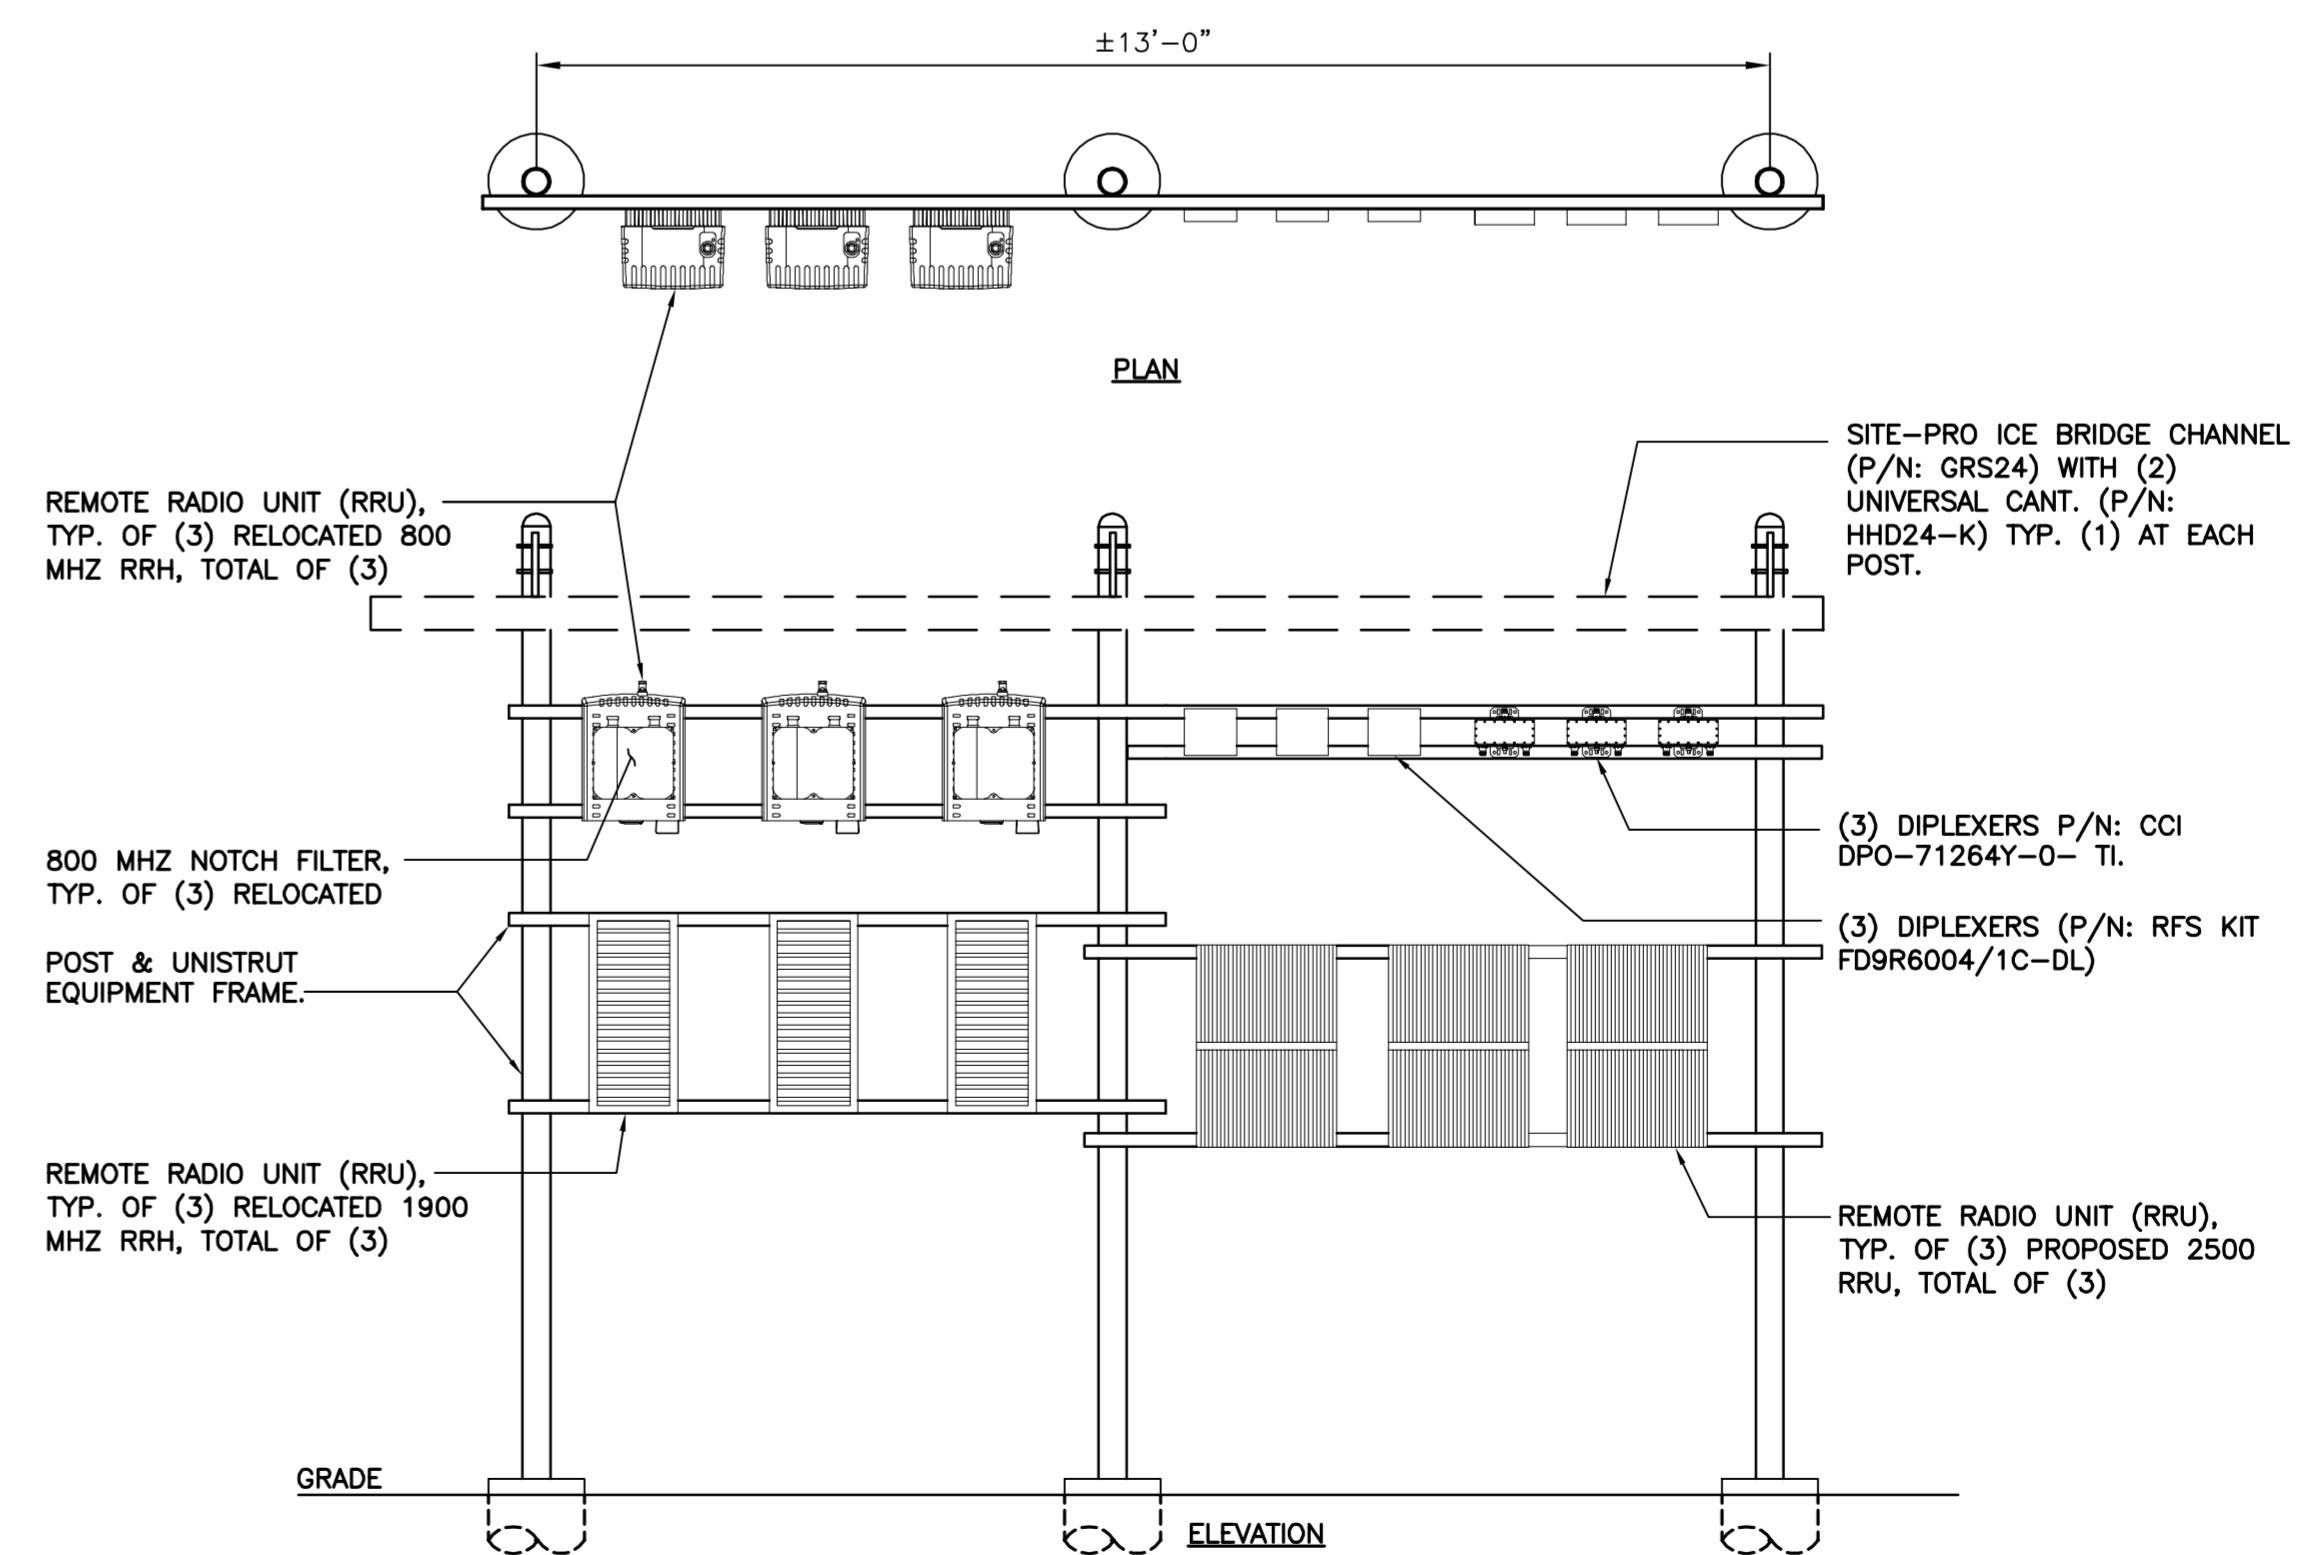 ±13'-0"
PLAN
SITE-PRO ICE BRIDGE CHANNEL
(P/N: GRS24) WITH (2)
UNIVERSAL CANT. (P/N:
HHD24-K) TYP. (1) AT EACH
POST.
REMOTE RADIO UNIT (RRU),
TYP. OF (3) RELOCATED 800
MHZ RRH, TOTAL OF (3)
800 MHZ NOTCH FILTER,
TYP. OF (3) RELOCATED
(3) DIPLEXERS P/N: CCI
DPO-71264Y-0- TI.
(3) DIPLEXERS (P/N: RFS KIT
FD9R6004/1C-DL)
POST & UNISTRUT
EQUIPMENT FRAME.
REMOTE RADIO UNIT (RRU),
TYP. OF (3) RELOCATED 1900
MHZ RRH, TOTAL OF (3)
REMOTE RADIO UNIT (RRU),
TYP. OF (3) PROPOSED 2500
RRU, TOTAL OF (3)
GRADE
ELEVATION